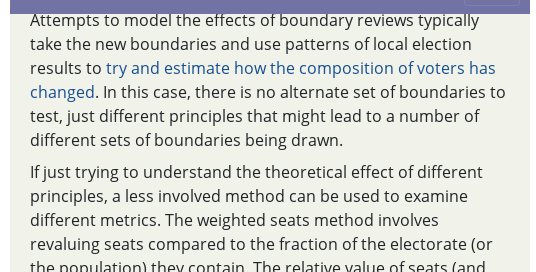 Attempts to model the effects of boundary reviews typically
take the new boundaries and use patterns of local election
results to try and estimate how the composition of voters has
changed. In this case, there is no alternate set of boundaries to
test, just different principles that might lead to a number of
different sets of boundaries being drawn.
If just trying to understand the theoretical effect of different
principles, a less involved method can be used to examine
different metrics. The weighted seats method involves
revaluing seats compared to the fraction of the electorate (or
the population) they contain. The relative value of seats (and